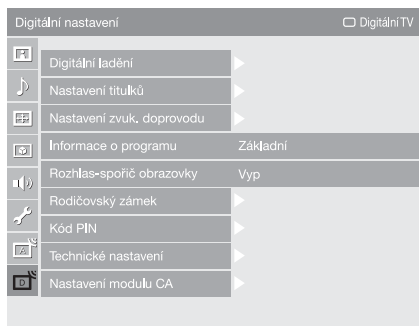 Digitální nastavení
Digitální TV
Digitální ladění
Nastavení titulků
Nastavení zvuk. doprovodu
Informace o programu Základní
Rozhlas-spořič obrazovky Vyp
Rodičovský zámek
Kód PIN
A
Technické nastavení
D
Nastavení modulu CA